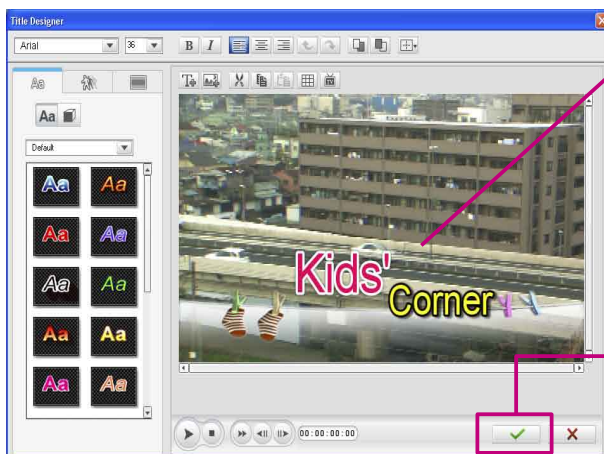 Title Designer
Arial
36
B I
Aa
Aa
Default
Aa Aa
Aa Aa
Aa Aa
Aa Aa
Aa Aa
Kids'
Corner
00:00:00:00